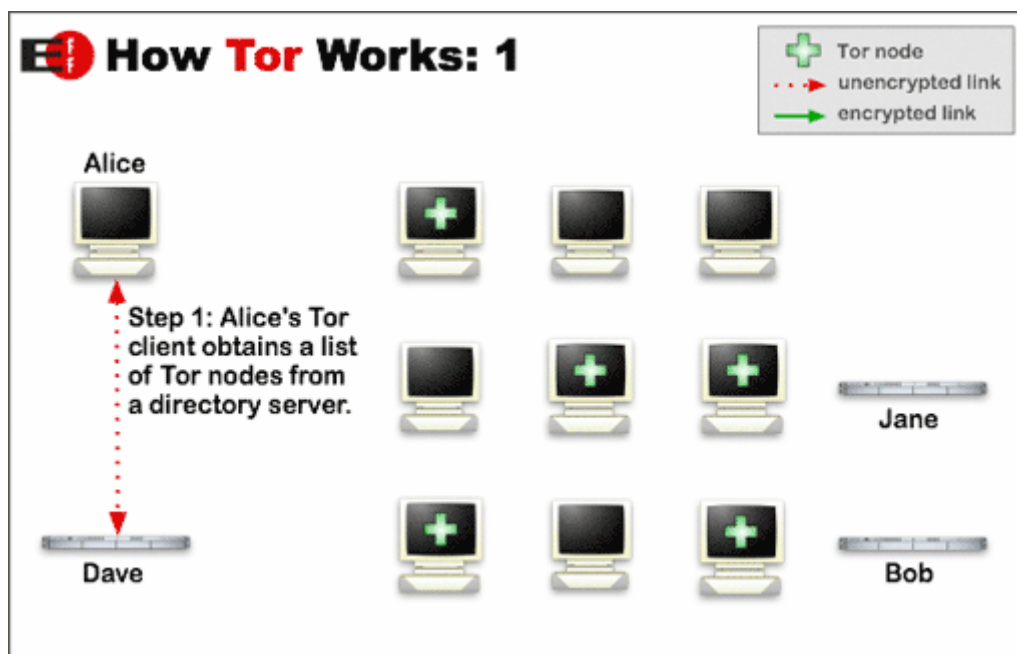 EFF How Tor Works: 1
Tor node
unencrypted link
encrypted link
Alice
Step 1: Alice's Tor
client obtains a list
of Tor nodes from
a directory server.
Jane
Dave
Bob